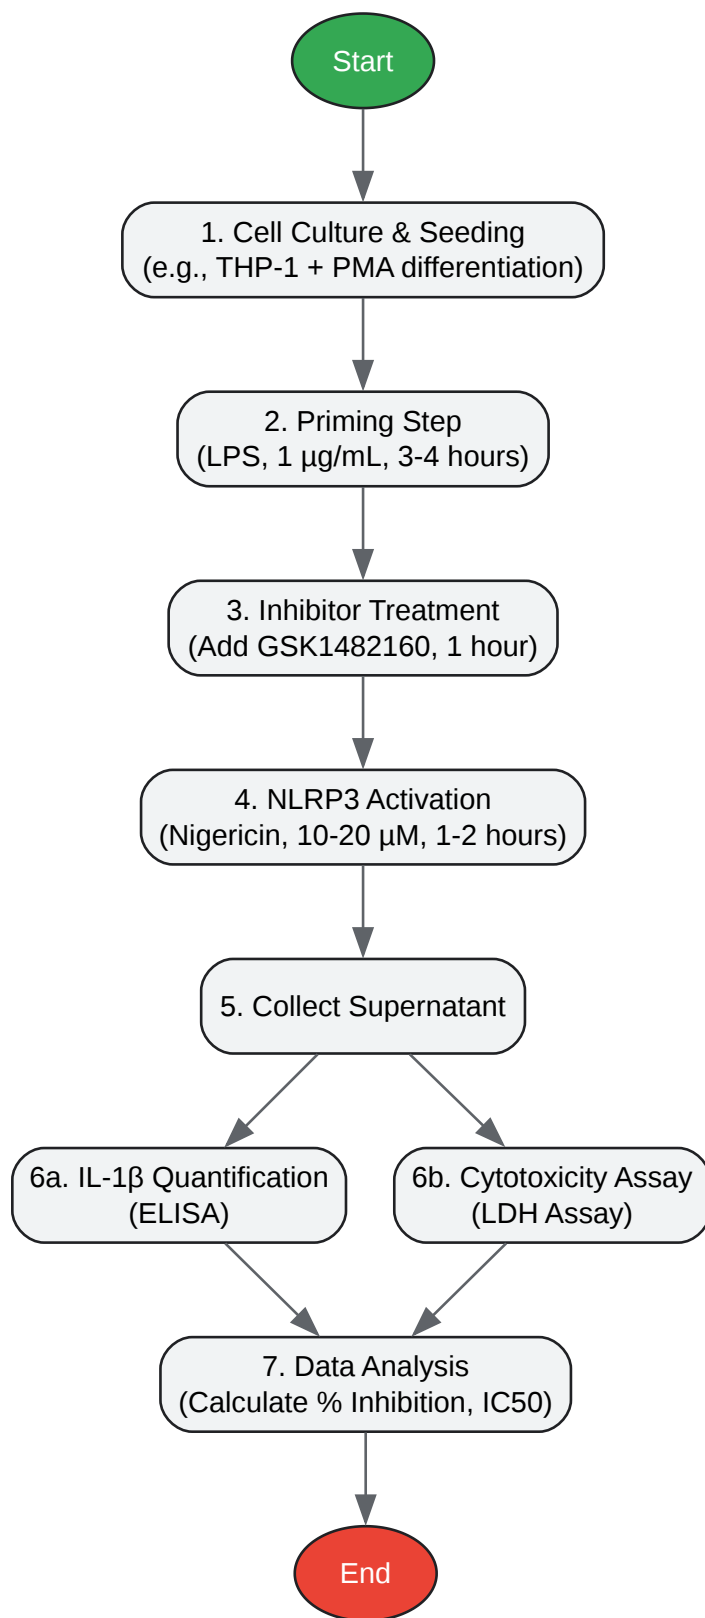 Start
1. Cell Culture & Seeding
(e.g., THP-1 + PMA differentiation)
2. Priming Step
(LPS, 1 µg/mL, 3-4 hours)
3. Inhibitor Treatment
(Add GSK1482160, 1 hour)
4. NLRP3 Activation
(Nigericin, 10-20 µM, 1-2 hours)
5. Collect Supernatant
6a. IL-1β Quantification
(ELISA)
6b. Cytotoxicity Assay
(LDH Assay)
7. Data Analysis
(Calculate % Inhibition, IC50)
End